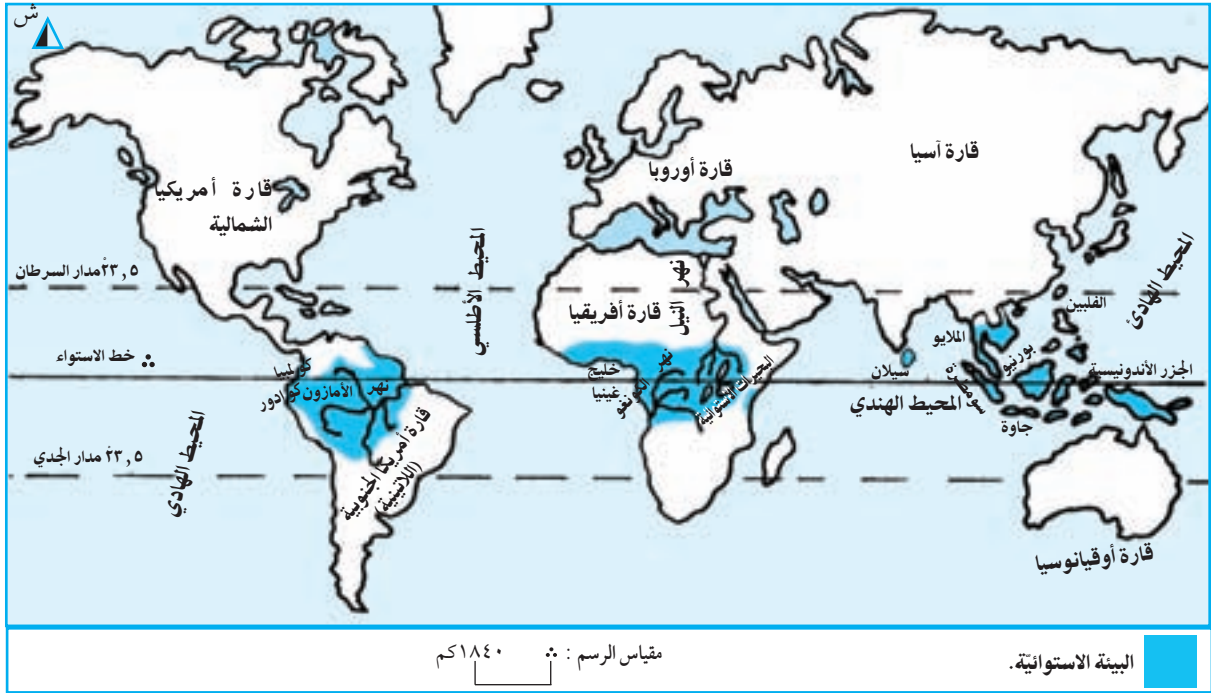 ش
قارة أمريكيا
الشمالية
قارة أوروبا
قارة آسيا
المحيط الأطلسي
نهر النيل
قارة أفريقيا
المحيط الهادئ
٢٣,٥° مدار السرطان
الفلبين
الملايو
بورنيو
سيلان
سومطرة
الجزر الأندونيسية
خط الاستواء ٠°
كولمبيا
كوادور
نهر الأمازون
خليج
غينيا
نهر الكونغو
البحيرات الاستوائية
المحيط الهندي
جاوة
المحيط الهادي
٢٣,٥° مدار الجدي
قارة أمريكا الجنوبية
(اللاتينية)
قارة أوقيانوسيا
البيئة الاستوائيّة.
مقياس الرسم : ٠ ١٨٤٠كم